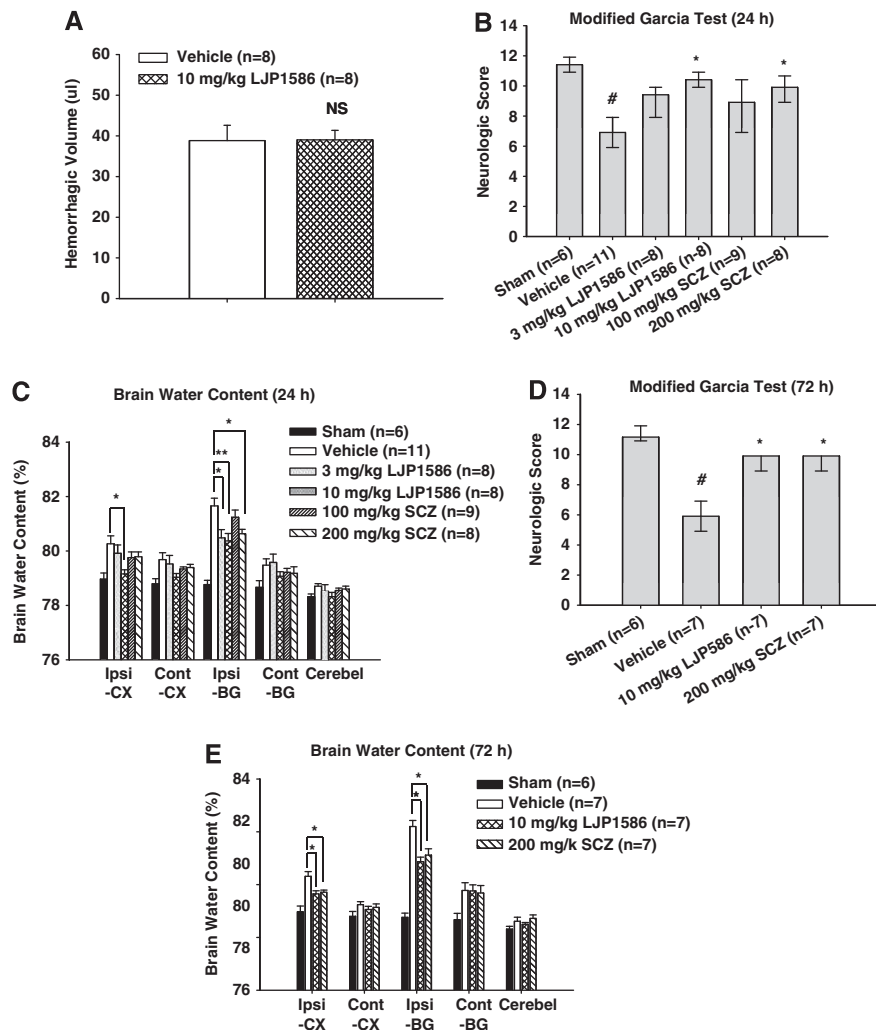 A
Hemorrhagic Volume (ul)
60
50
40
30
20
10
0
Vehicle (n=8)
10 mg/kg LJP1586 (n=8)
NS
B
Modified Garcia Test (24 h)
Neurologic Score
14
12
10
8
6
4
2
0
#
*
*
Sham (n=6)
Vehicle (n=11)
3 mg/kg LJP1586 (n=8)
10 mg/kg LJP1586 (n-8)
100 mg/kg SCZ (n=9)
200 mg/kg SCZ (n=8)
C
Brain Water Content (24 h)
Brain Water Content (%)
84
82
80
78
76
Sham (n=6)
Vehicle (n=11)
3 mg/kg LJP1586 (n=8)
10 mg/kg LJP1586 (n=8)
100 mg/kg SCZ (n=9)
200 mg/kg SCZ (n=8)
*
*
**
*
Ipsi Cont Ipsi Cont Cerebel
-CX -CX -BG -BG
D
Modified Garcia Test (72 h)
Neurologic Score
14
12
10
8
6
4
2
0
#
*
*
Sham (n=6)
Vehicle (n=7)
10 mg/kg LJP586 (n-7)
200 mg/kg SCZ (n=7)
E
Brain Water Content (72 h)
Brain Water Content (%)
84
82
80
80
78
76
Sham (n=6)
Vehicle (n=7)
10 mg/kg LJP1586 (n=7)
200 mg/k SCZ (n=7)
*
*
*
*
Ipsi Cont Ipsi Cont Cerebel
-CX -CX -BG -BG